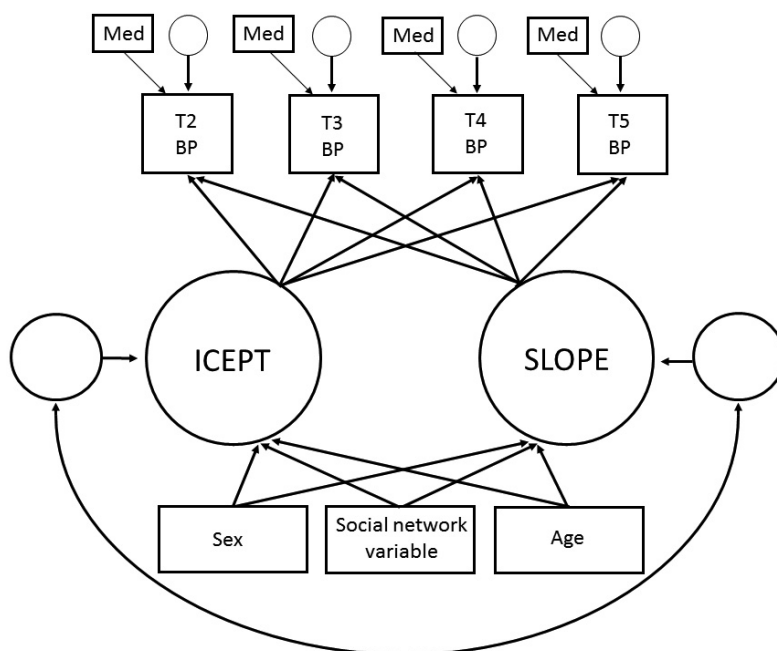 Med
Med
Med
Med
T2
BP
T3
BP
T4
BP
T5
BP
ICEPT
SLOPE
Sex
Social network
variable
Age